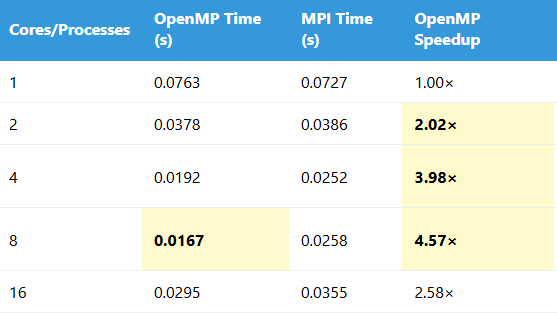 Cores/Processes OpenMP Time (s) MPI Time (s) OpenMP Speedup
1 0.0763 0.0727 1.00×
2 0.0378 0.0386 2.02×
4 0.0192 0.0252 3.98×
8 0.0167 0.0258 4.57×
16 0.0295 0.0355 2.58×